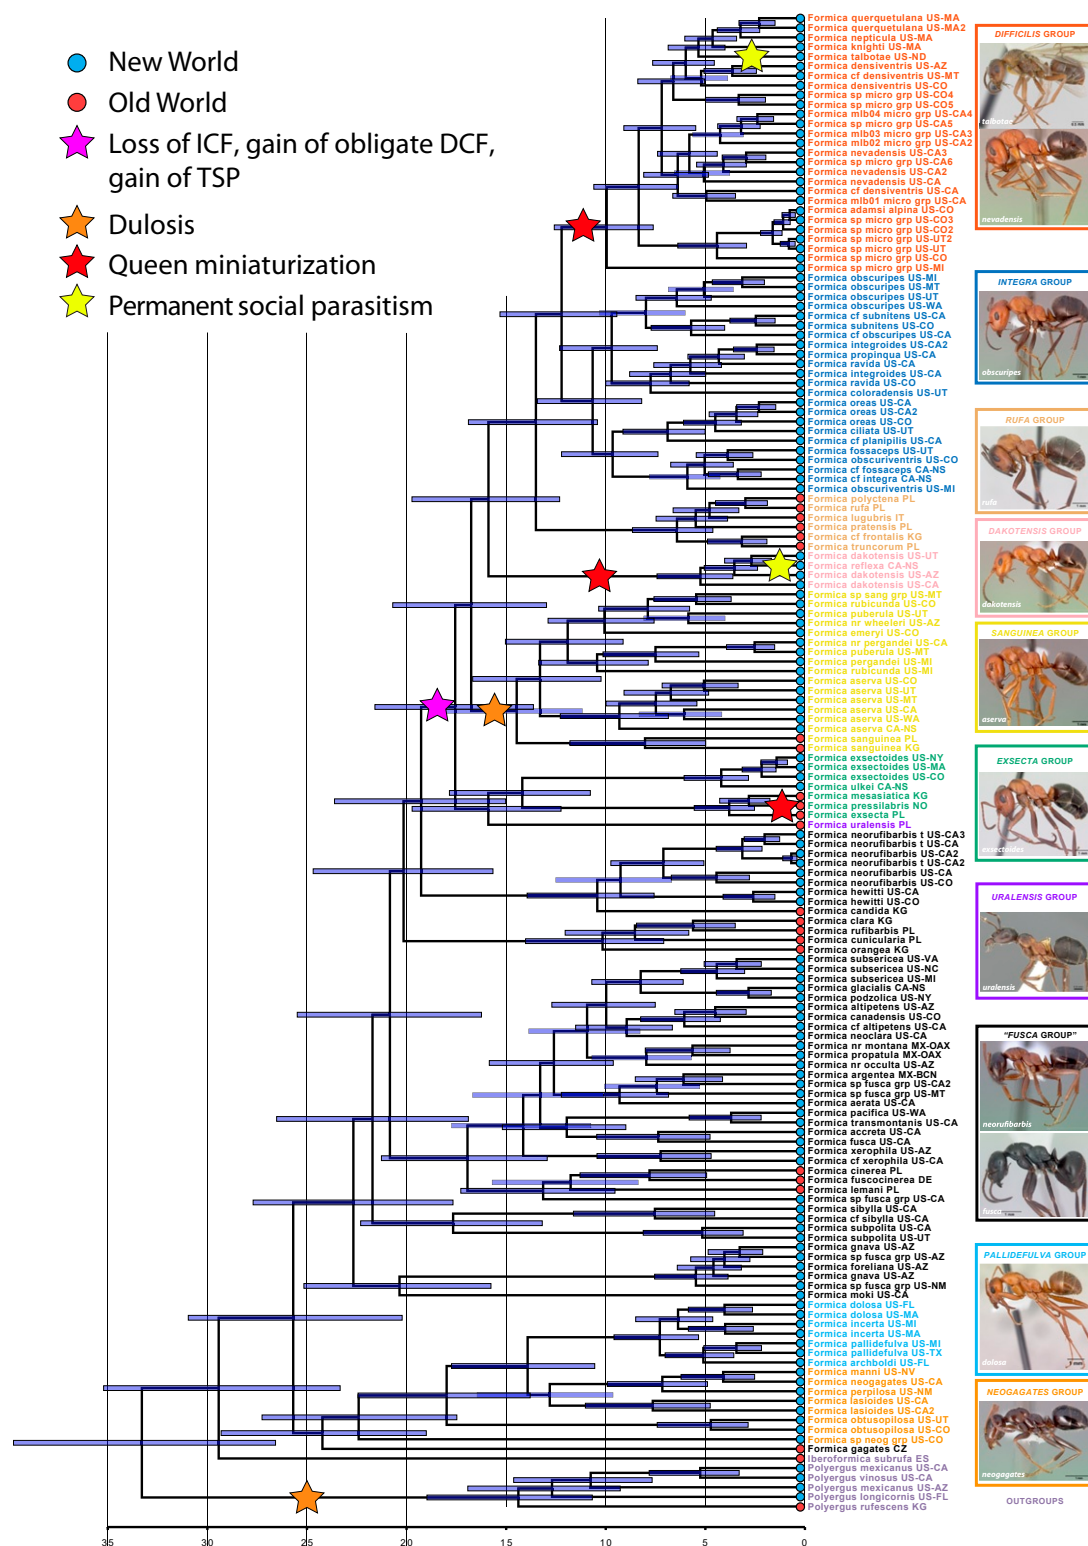 New World
Old World
Loss of ICF, gain of obligate DCF,
gain of TSP
Dulosis
Queen miniaturization
Permanent social parasitism
Formica querquetulana US-MA
Formica querquetulana US-MA2
Formica nepticula US-MA
Formica knighti US-MA
Formica talbotae US-ND
Formica densiventris US-AZ
Formica cf densiventris US-MT
Formica densiventris US-CO
Formica sp micro grp US-CO4
Formica sp micro grp US-CO5
Formica mlb04 micro grp US-CA4
Formica sp micro grp US-CA5
Formica mlb03 micro grp US-CA3
Formica mlb02 micro grp US-CA2
Formica nevadensis US-CA3
Formica sp micro grp US-CA6
Formica nevadensis US-CA2
Formica nevadensis US-CA
Formica cf densiventris US-CA
Formica mlb01 micro grp US-CA
Formica adamsi alpina US-CO
Formica sp micro grp US-CO3
Formica sp micro grp US-CO2
Formica sp micro grp US-UT2
Formica sp micro grp US-UT
Formica sp micro grp US-CO
Formica sp micro grp US-MI
Formica obscuripes US-MI
Formica obscuripes US-MT
Formica obscuripes US-UT
Formica obscuripes US-WA
Formica cf subnitens US-CA
Formica subnitens US-CO
Formica cf obscuripes US-CA
Formica integroides US-CA2
Formica propinqua US-CA
Formica ravida US-CA
Formica integroides US-CA
Formica ravida US-CO
Formica coloradensis US-UT
Formica oreas US-CA
Formica oreas US-CA2
Formica oreas US-CO
Formica ciliata US-UT
Formica cf planipilis US-CA
Formica fossaceps US-UT
Formica obscuriventris US-CO
Formica cf fossaceps CA-NS
Formica cf integra CA-NS
Formica obscuriventris US-MI
Formica polyctena PL
Formica rufa PL
Formica lugubris IT
Formica pratensis PL
Formica cf frontalis KG
Formica truncorum PL
Formica dakotensis US-UT
Formica reflexa CA-NS
Formica dakotensis US-AZ
Formica dakotensis US-CA
Formica sp sang grp US-MT
Formica rubicunda US-CO
Formica puberula US-UT
Formica nr wheeleri US-AZ
Formica emeryi US-CO
Formica nr pergandei US-CA
Formica puberula US-MT
Formica pergandei US-MI
Formica rubicunda US-MI
Formica aserva US-CO
Formica aserva US-UT
Formica aserva US-MT
Formica aserva US-CA
Formica aserva US-WA
Formica aserva CA-NS
Formica sanguinea PL
Formica sanguinea KG
Formica exsectoides US-NY
Formica exsectoides US-MA
Formica exsectoides US-CO
Formica ulkei CA-NS
Formica mesasiatica KG
Formica pressilabris NO
Formica exsecta PL
Formica uralensis PL
Formica neorufibarbis t US-CA3
Formica neorufibarbis t US-CA
Formica neorufibarbis US-CA2
Formica neorufibarbis t US-CA2
Formica neorufibarbis US-CA
Formica neorufibarbis US-CO
Formica hewitti US-CA
Formica hewitti US-CO
Formica candida KG
Formica clara KG
Formica rufibarbis PL
Formica cunicularia PL
Formica orangea KG
Formica subsericea US-VA
Formica subsericea US-NC
Formica subsericea US-MI
Formica glacialis CA-NS
Formica podzolica US-NY
Formica altipetens US-AZ
Formica canadensis US-CO
Formica cf altipetens US-CA
Formica neoclara US-CA
Formica nr montana MX-OAX
Formica propatula MX-OAX
Formica nr occulta US-AZ
Formica argentea MX-BCN
Formica sp fusca grp US-CA2
Formica sp fusca grp US-MT
Formica aerata US-CA
Formica pacifica US-WA
Formica transmontanis US-CA
Formica accreta US-CA
Formica fusca US-CA
Formica xerophila US-AZ
Formica cf xerophila US-CA
Formica cinerea PL
Formica fuscocinerea DE
Formica lemani PL
Formica sp fusca grp US-CA
Formica sibylla US-CA
Formica cf sibylla US-CA
Formica subpolita US-CA
Formica subpolita US-UT
Formica gnava US-AZ
Formica sp fusca grp US-AZ
Formica foreliana US-AZ
Formica gnava US-AZ
Formica sp fusca grp US-NM
Formica moki US-CA
Formica dolosa US-FL
Formica dolosa US-MA
Formica incerta US-MI
Formica incerta US-MA
Formica pallidefulva US-MI
Formica pallidefulva US-TX
Formica archboldi US-FL
Formica manni US-NV
Formica neogagates US-CA
Formica perpilosa US-NM
Formica lasioides US-CA
Formica lasioides US-CA2
Formica obtusopilosa US-UT
Formica obtusopilosa US-CO
Formica sp neog grp US-CO
Formica gagates CZ
Iberoformica subrufa ES
Polyergus mexicanus US-CA
Polyergus vinosus US-CA
Polyergus mexicanus US-AZ
Polyergus longicornis US-FL
Polyergus rufescens KG
DIFFICILIS GROUP
talbotae
nevadensis
INTEGRA GROUP
obscuripes
RUFA GROUP
rufa
DAKOTENSIS GROUP
dakotensis
SANGUINEA GROUP
aserva
EXSECTA GROUP
exsectoides
URALENSIS GROUP
uralensis
"FUSCA GROUP"
neorufibarbis
fusca
PALLIDEFULVA GROUP
dolosa
NEOGAGATES GROUP
neogagates
OUTGROUPS
35 30 25 20 15 10 5 0